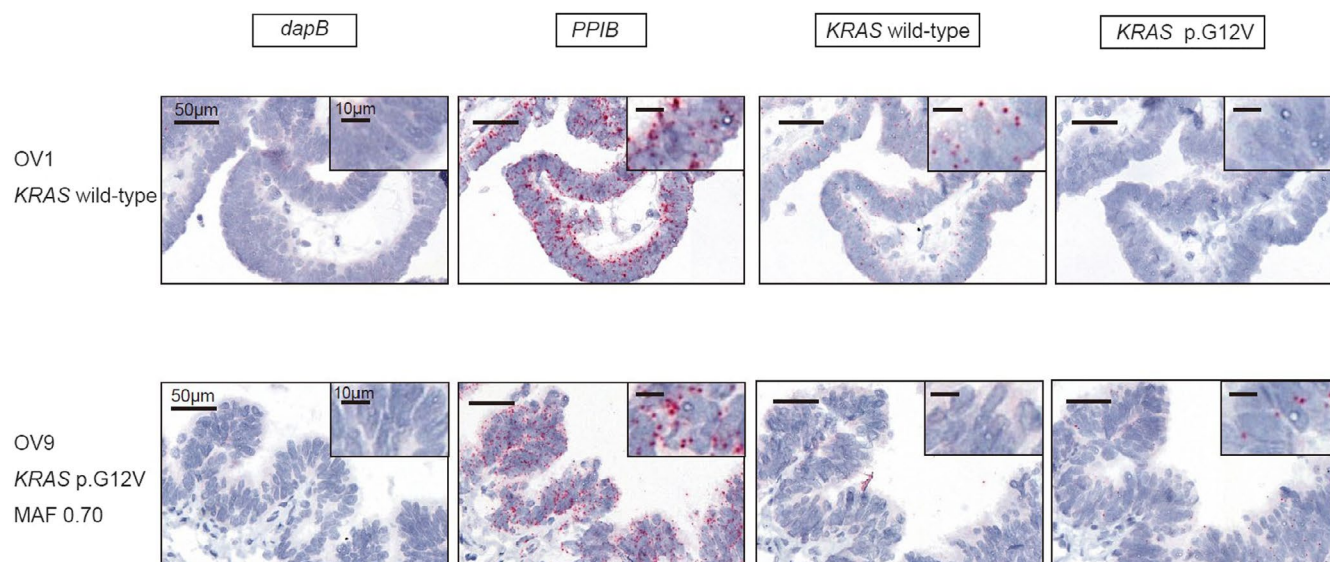 dapB
PPIB
KRAS wild-type
KRAS p.G12V
OV1
KRAS wild-type
50µm
10µm
OV9
KRAS p.G12V
MAF 0.70
50µm
10µm